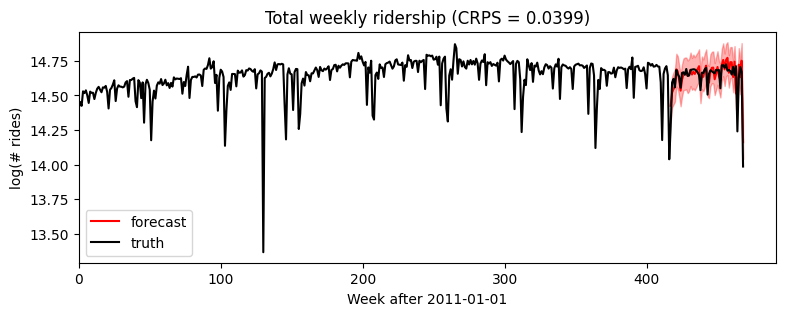 Total weekly ridership (CRPS = 0.0399)
log(# rides)
14.75
14.50
14.25
14.00
13.75
13.50
forecast
truth
0 100 200 300 400
Week after 2011-01-01